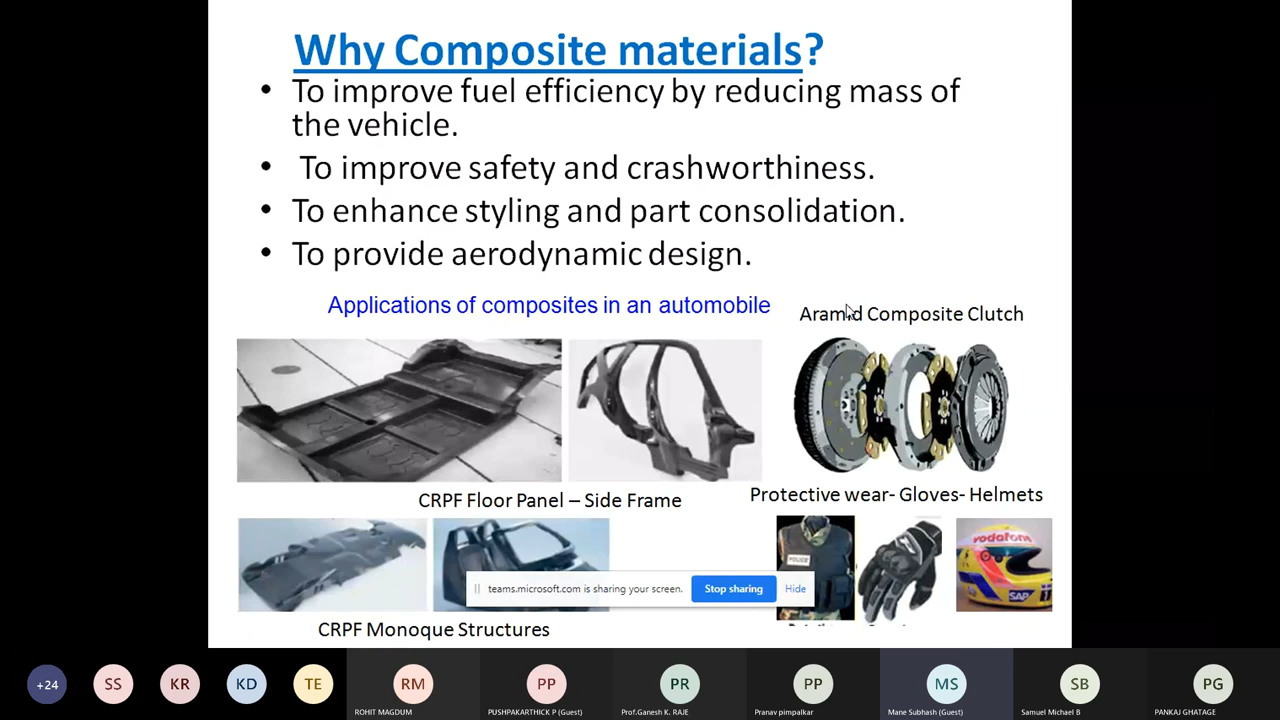 Why Composite materials?
• To improve fuel efficiency by reducing mass of
the vehicle.
• To improve safety and crashworthiness.
• To enhance styling and part consolidation.
• To provide aerodynamic design.
Applications of composites in an automobile
Aramid Composite Clutch
CRPF Floor Panel – Side Frame
Protective wear- Gloves- Helmets
POLICE
vodafone
SAP
teams.microsoft.com is sharing your screen.
Stop sharing
Hide
CRPF Monoque Structures
+24
SS
KR
KD
TE
RM
PP
PR
PP
MS
SB
PG
ROHIT MAGDUM
PUSHPAKARTHICK P (Guest)
Prof.Ganesh K. RAJE
Pranav pimpalkar
Mane Subhash (Guest)
Samuel Michael B
PANKAJ GHATAGE